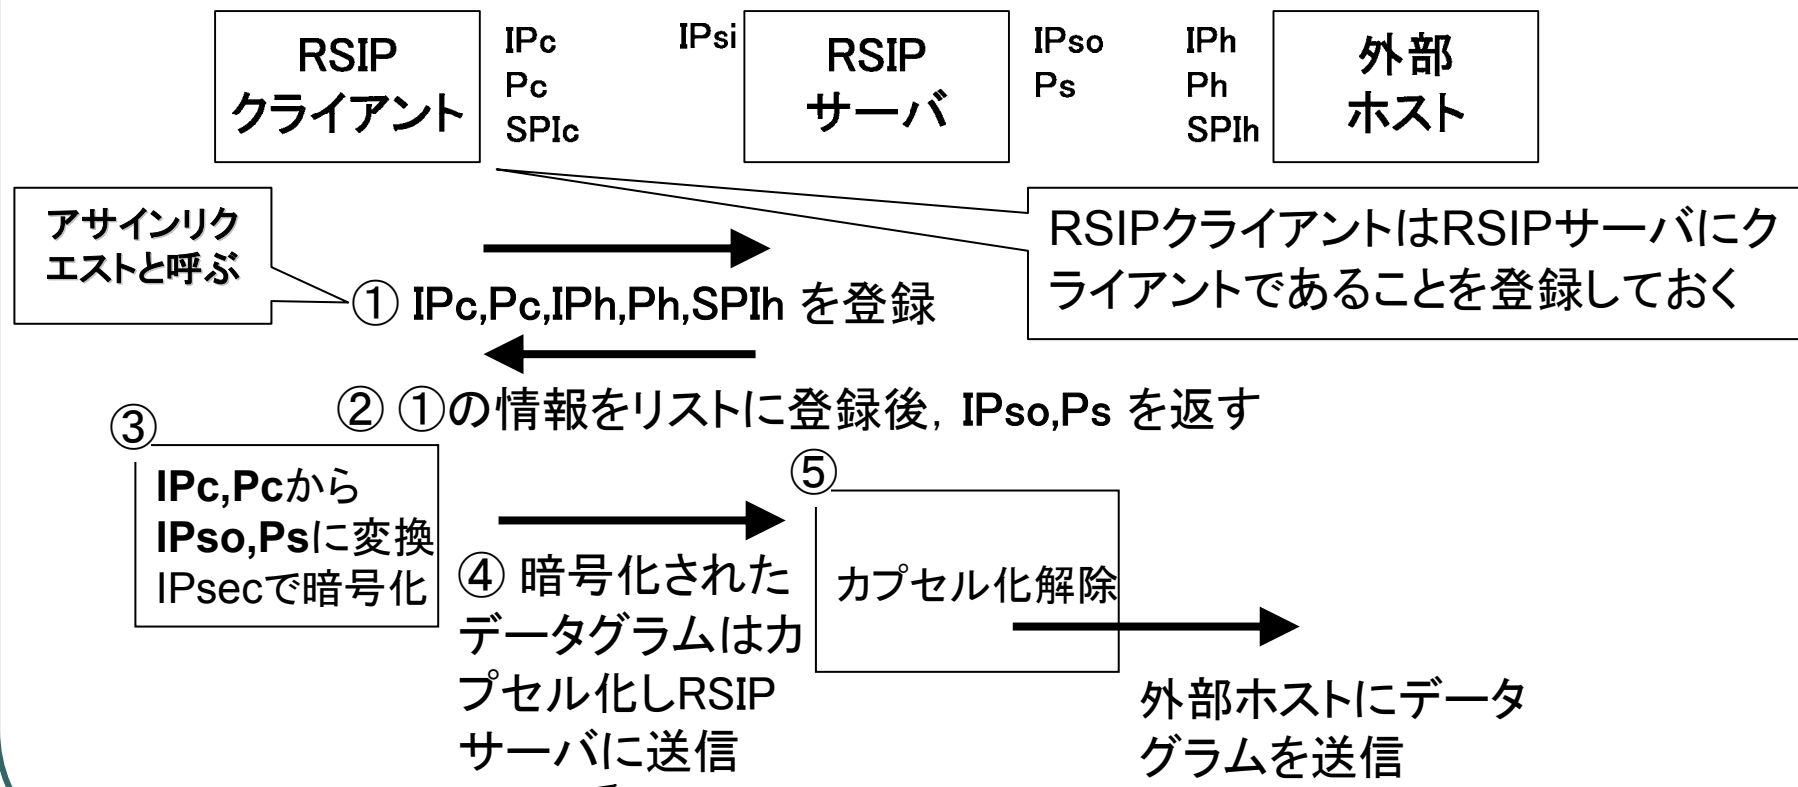 RSIP
クライアント
IPc
Pc
SPIc
IPsi
RSIP
サーバ
IPso
Ps
IPh
Ph
SPIh
外部
ホスト
アサインリク
エストと呼ぶ
RSIPクライアントはRSIPサーバにク
ライアントであることを登録しておく
① IPc,Pc,IPh,Ph,SPIh を登録
② ①の情報をリストに登録後, IPso,Ps を返す
③
IPc,Pcから
IPso,Psに変換
IPsecで暗号化
④ 暗号化された
データグラムはカ
プセル化しRSIP
サーバに送信
⑤
カプセル化解除
外部ホストにデータ
グラムを送信